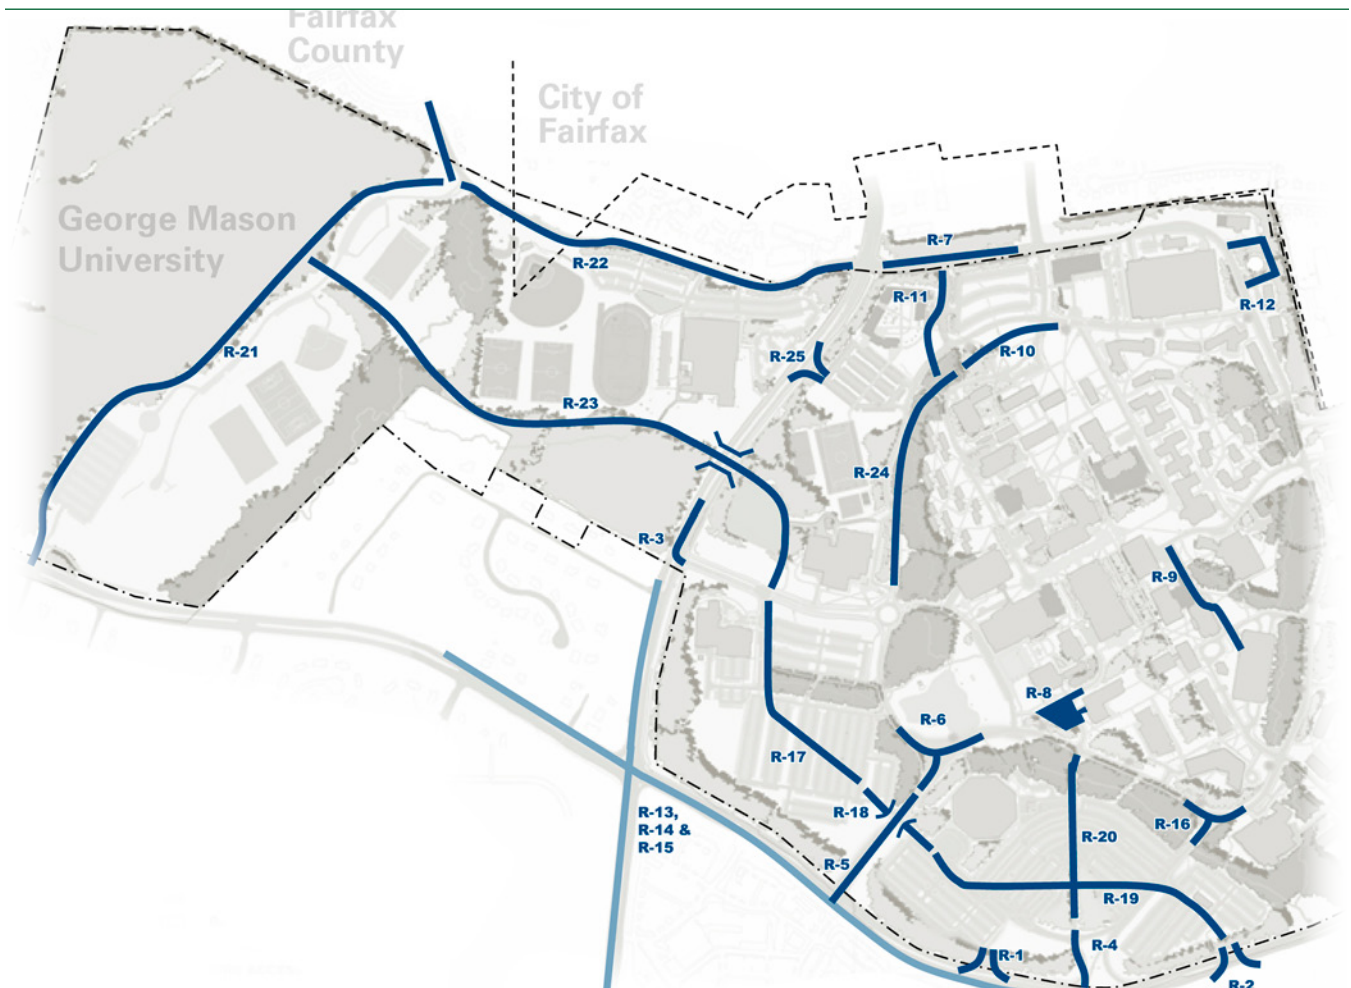 Fairfax
County
City of
Fairfax
George Mason
University
R-7
R-22
R-11
R-12
R-21
R-25
R-10
R-23
R-24
R-3
R-9
R-8
R-6
R-17
R-13,
R-14 &
R-15
R-18
R-16
R-20
R-5
R-19
R-1
R-4
R-2